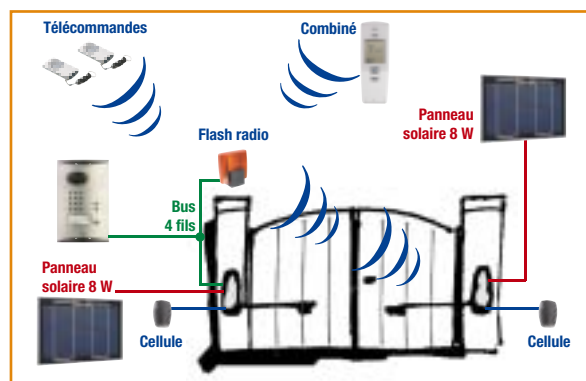 Télécommandes
Combiné
Panneau
solaire 8 W
Flash radio
Bus
4 fils
Panneau
solaire 8 W
Cellule
Cellule